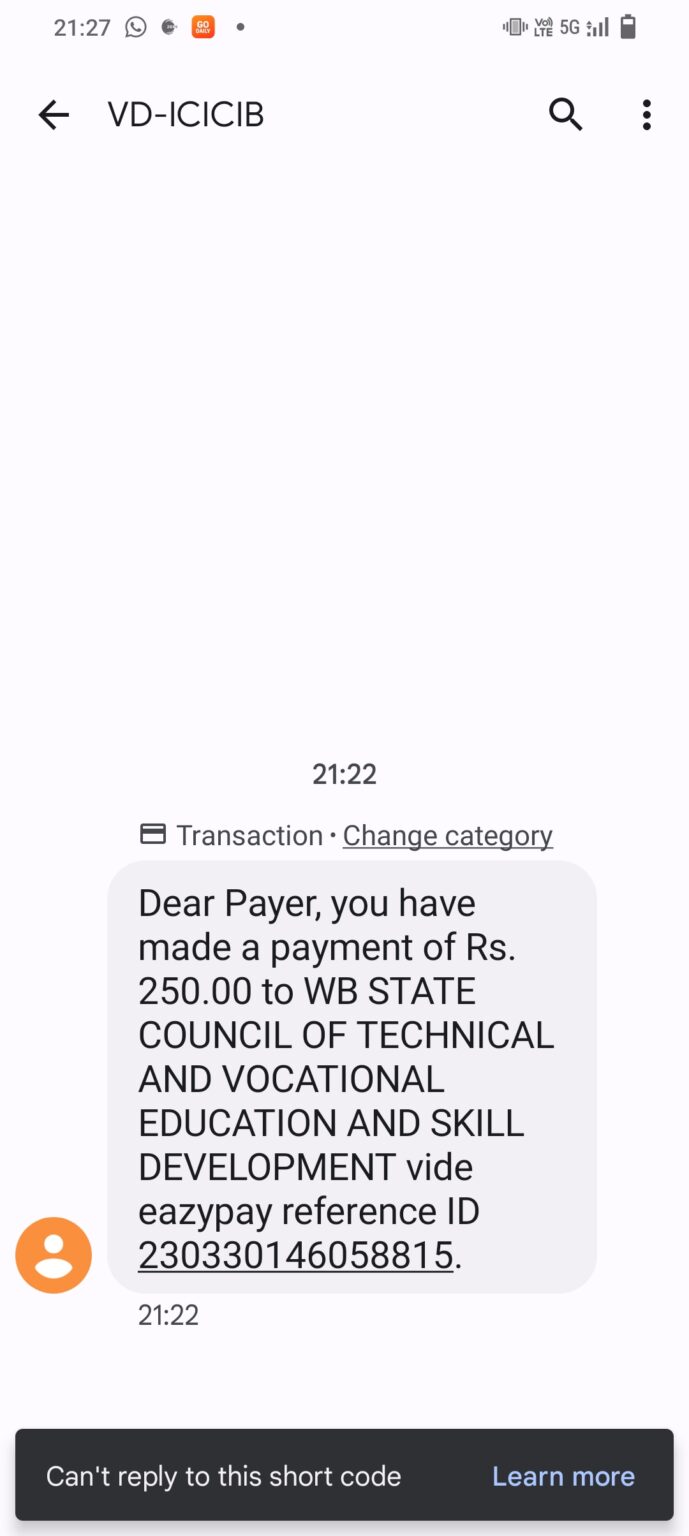 21:27 GO DAILY VoD LTE 5G
VD-ICICIB
21:22
Transaction • Change category
Dear Payer, you have
made a payment of Rs.
250.00 to WB STATE
COUNCIL OF TECHNICAL
AND VOCATIONAL
EDUCATION AND SKILL
DEVELOPMENT vide
eazypay reference ID
230330146058815.
21:22
Can't reply to this short code Learn more